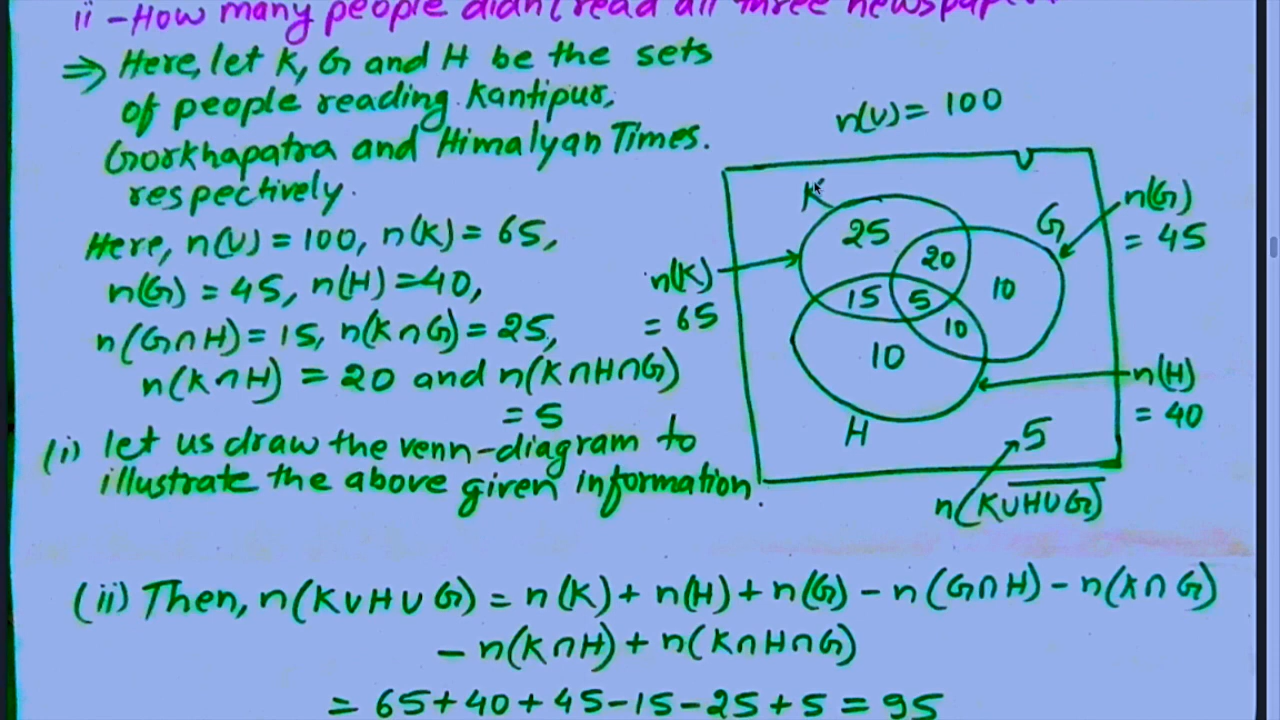 ii - How many people didn't read all three newspaper
⇒ Here, let K, G and H be the sets
of people reading Kantipur,
Gorkhapatra and Himalyan Times.
respectively.
Here, n(U) = 100, n(K) = 65,
n(G) = 45, n(H) = 40,
n(G∩H) = 15, n(K∩G) = 25,
n(K∩H) = 20 and n(K∩H∩G)
= 5
(i) let us draw the venn-diagram to
illustrate the above given information.
n(U) = 100
U
K
G
n(G)
= 45
25
20
n(K)
= 65
15
5
10
10
10
n(H)
= 40
H
5
n(K∪H∪G)
(ii) Then, n(K∪H∪G) = n(K) + n(H) + n(G) - n(G∩H) - n(K∩G)
- n(K∩H) + n(K∩H∩G)
= 65+40+45-15-25+5 = 95